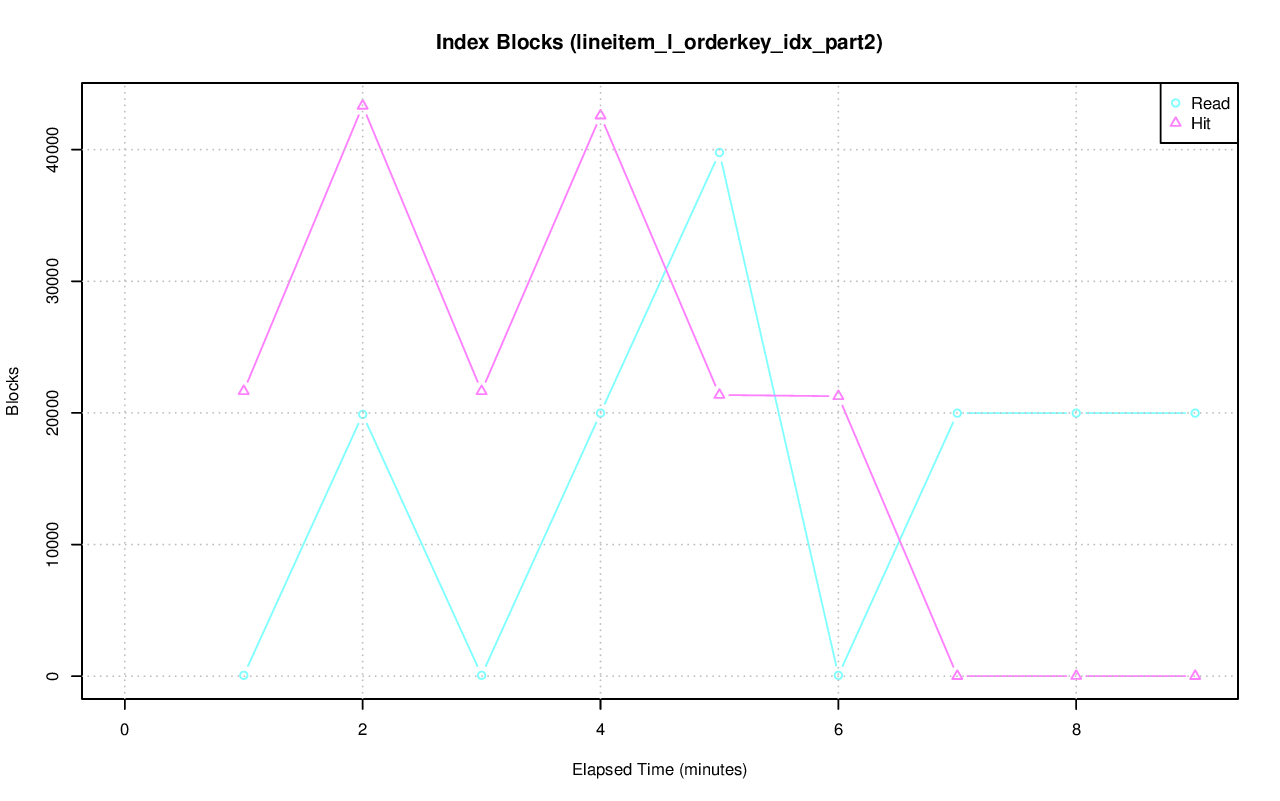 Index Blocks (lineitem_l_orderkey_idx_part2)
Read
Hit
Blocks
40000
30000
20000
10000
0
0 2 4 6 8
Elapsed Time (minutes)